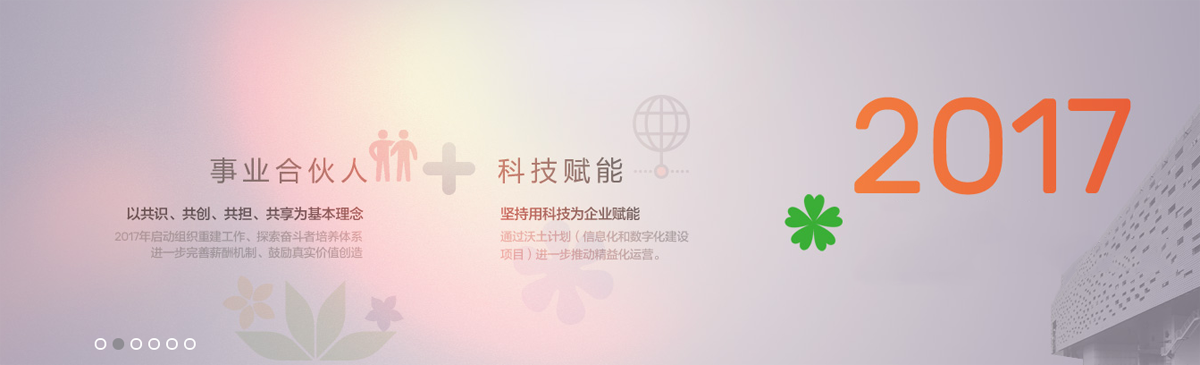 事业合伙人
以共识、共创、共担、共享为基本理念
2017年启动组织重建工作、探索奋斗者培养体系
进一步完善薪酬机制、鼓励真实价值创造
科技赋能
坚持用科技为企业赋能
通过沃土计划(信息化和数字化建设
项目)进一步推动精益化运营。
2017